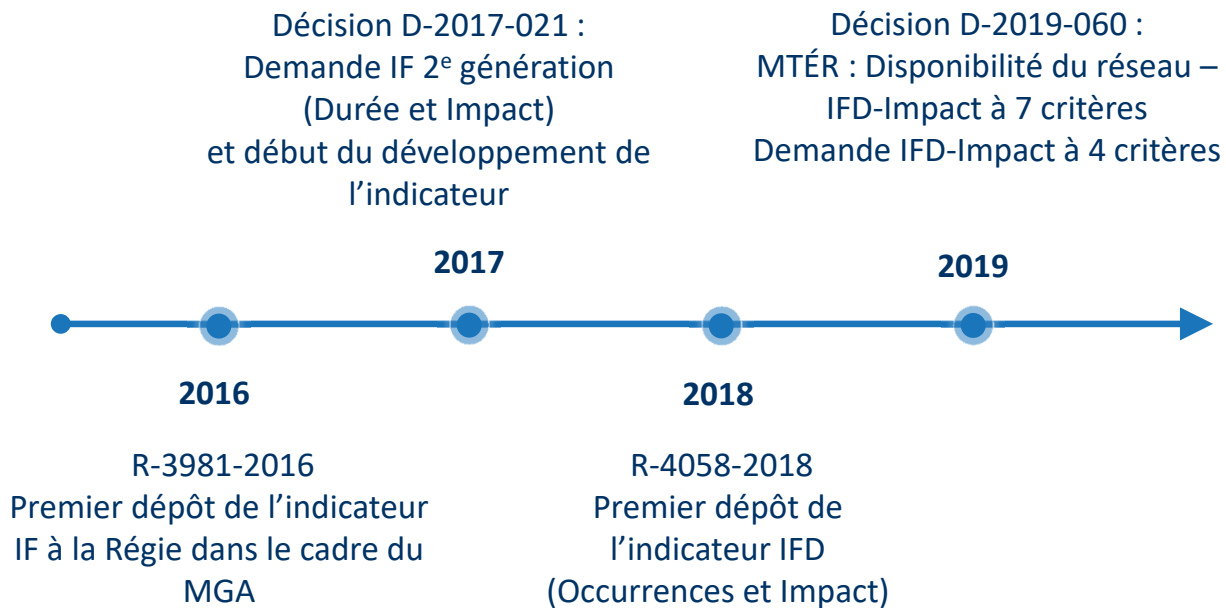 Décision D-2017-021 :
Demande IF 2e génération
(Durée et Impact)
et début du développement de
l’indicateur
Décision D-2019-060 :
MTÉR : Disponibilité du réseau –
IFD-Impact à 7 critères
Demande IFD-Impact à 4 critères
2017
2019
2016
2018
R-3981-2016
Premier dépôt de l’indicateur
IF à la Régie dans le cadre du
MGA
R-4058-2018
Premier dépôt de
l’indicateur IFD
(Occurrences et Impact)